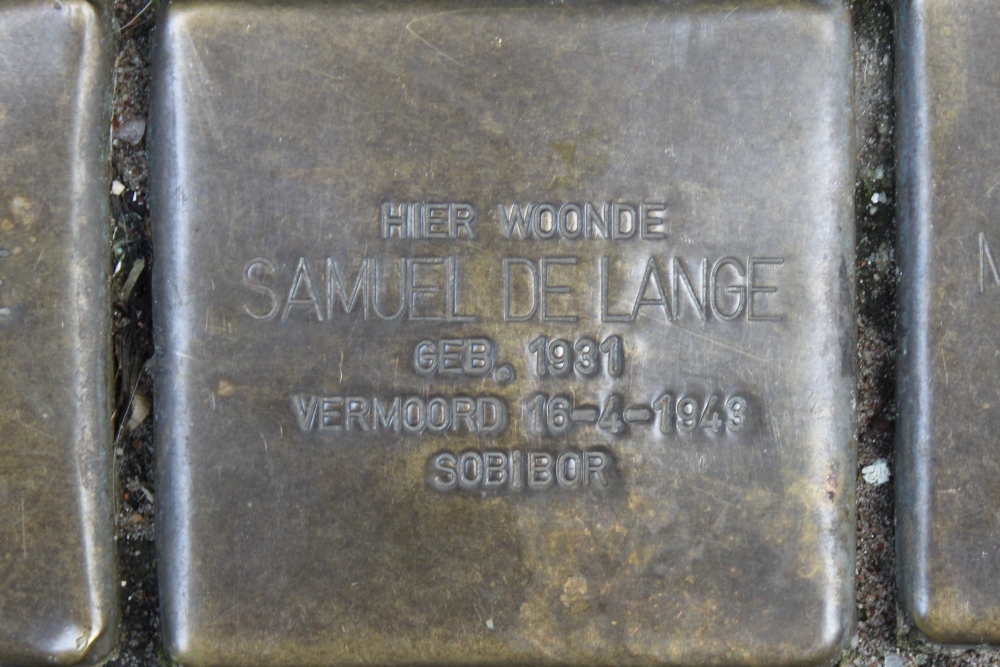 HIER WOONDE
SAMUEL DE LANGE
GEB. 1931
VERMOORD 16-4-1943
SOBIBOR